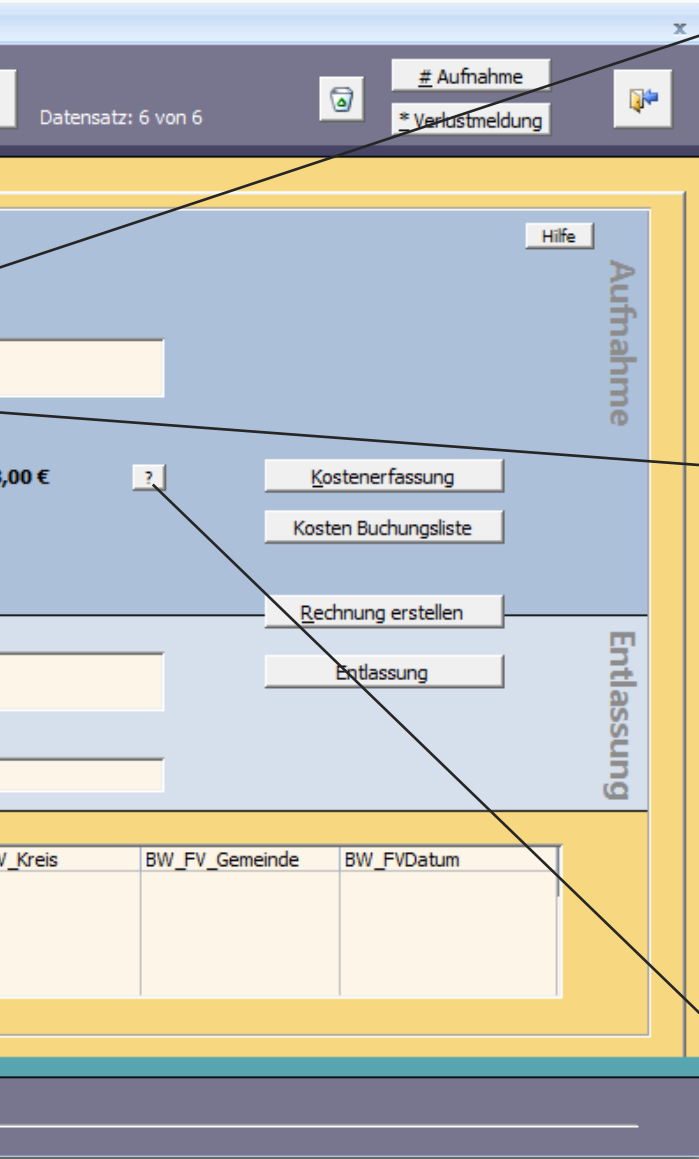 x
# Aufnahme
Datensatz: 6 von 6
* Verlustmeldung
Hilfe
Aufnahme
,00 €
?
Kostenerfassung
Kosten Buchungsliste
Rechnung erstellen
Entlassung
Entlassung
_Kreis
BW_FV_Gemeinde
BW_FVDatum